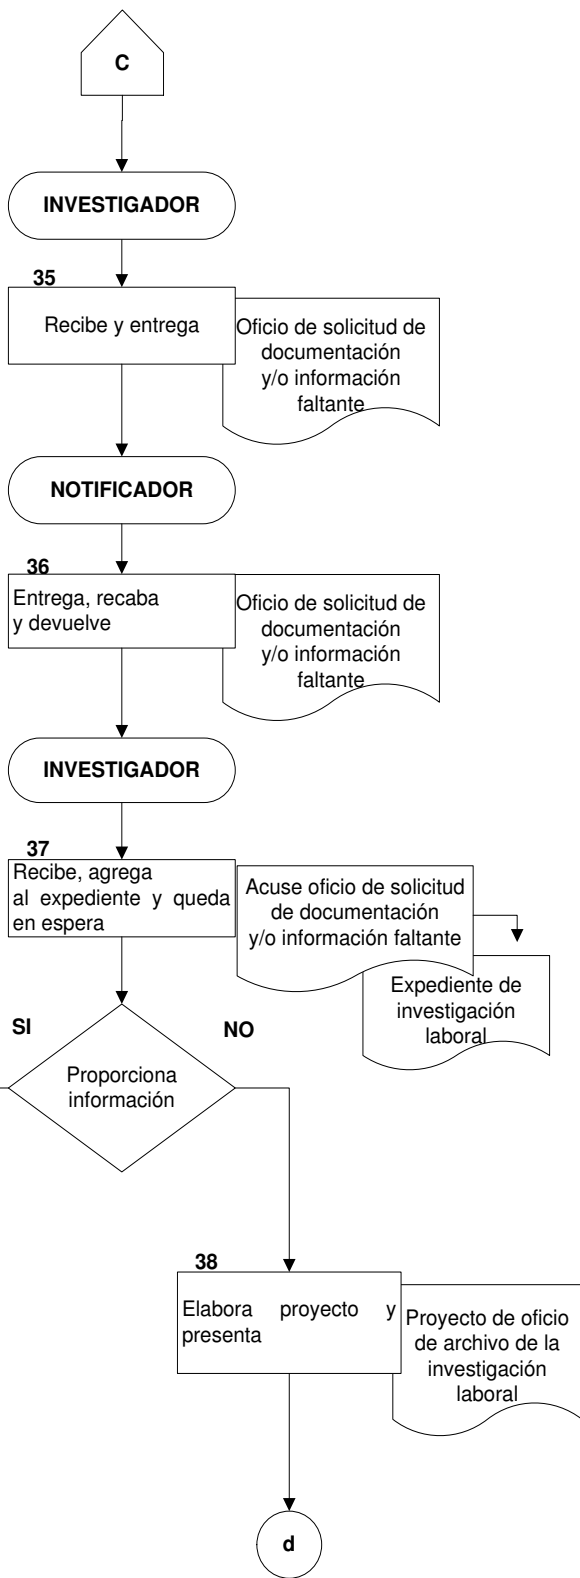 C
INVESTIGADOR
35
Recibe y entrega
Oficio de solicitud de
documentación
y/o información
faltante
NOTIFICADOR
36
Entrega, recaba
y devuelve
Oficio de solicitud de
documentación
y/o información
faltante
INVESTIGADOR
37
Recibe, agrega
al expediente y queda
en espera
Acuse oficio de solicitud
de documentación
y/o información faltante
Expediente de
investigación
laboral
SI
NO
Proporciona
información
38
Elabora proyecto y
presenta
Proyecto de oficio
de archivo de la
investigación
laboral
d